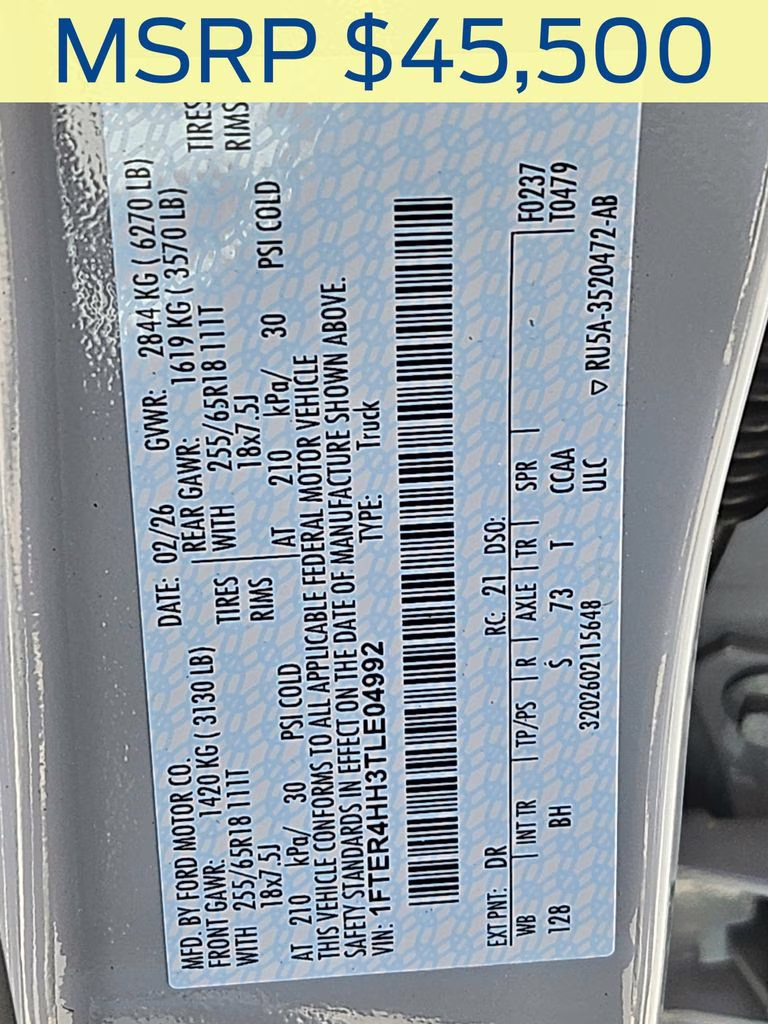 MSRP $45,500
MFD. BY FORD MOTOR CO. DATE: 02/26 GVWR: 2844 KG ( 6270 LB)
FRONT GAWR: 1420 KG ( 3130 LB) REAR GAWR: 1619 KG ( 3570 LB)
WITH 255/65R18 111T TIRES WITH 255/65R18 111T TIRES
18x7.5J RIMS 18x7.5J RIMS
AT 210 kPa/ 30 PSI COLD AT 210 kPa/ 30 PSI COLD
THIS VEHICLE CONFORMS TO ALL APPLICABLE FEDERAL MOTOR VEHICLE
SAFETY STANDARDS IN EFFECT ON THE DATE OF MANUFACTURE SHOWN ABOVE.
VIN: 1FTER4HH3TLE04992 TYPE: Truck
EXT PNT: DR RC: 21 DSO: F0237
WB INT TR TP/PS R AXLE TR SPR T0479
128 BH S 73 T CCAA
3202602115648 ULC ▽ RU5A-3520472-AB